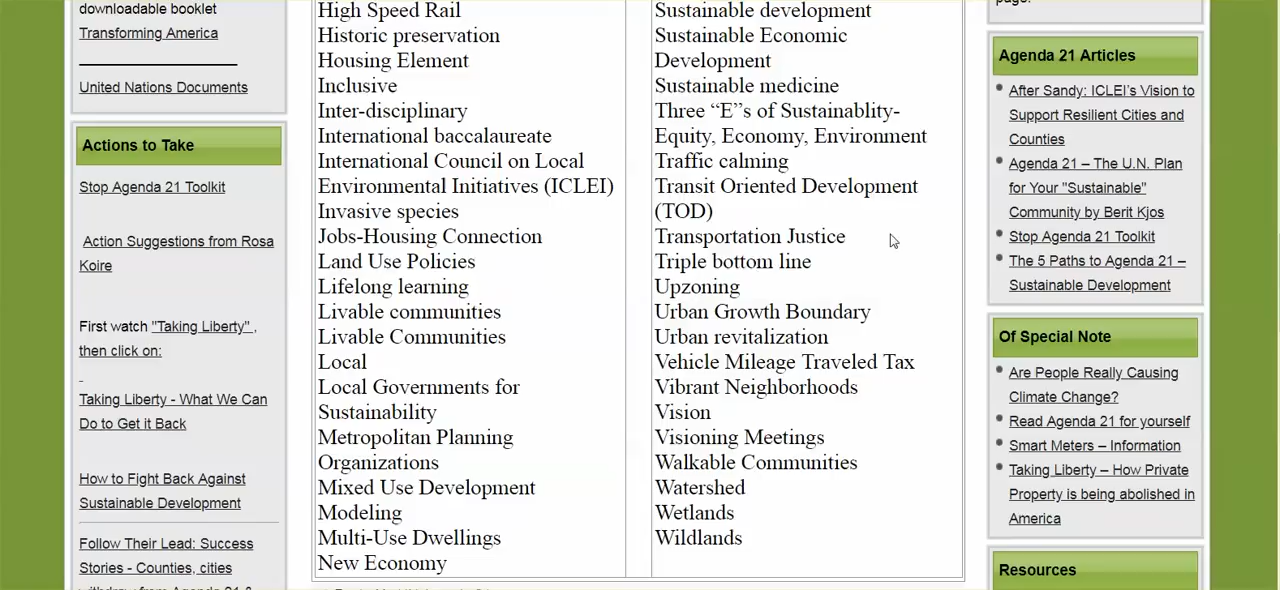 downloadable booklet
Transforming America
United Nations Documents
Actions to Take
Stop Agenda 21 Toolkit
Action Suggestions from Rosa
Koire
First watch "Taking Liberty" ,
then click on:
Taking Liberty - What We Can
Do to Get it Back
How to Fight Back Against
Sustainable Development
Follow Their Lead: Success
Stories - Counties, cities
withdraw from Agenda 21 &
High Speed Rail
Historic preservation
Housing Element
Inclusive
Inter-disciplinary
International baccalaureate
International Council on Local
Environmental Initiatives (ICLEI)
Invasive species
Jobs-Housing Connection
Land Use Policies
Lifelong learning
Livable communities
Livable Communities
Local
Local Governments for
Sustainability
Metropolitan Planning
Organizations
Mixed Use Development
Modeling
Multi-Use Dwellings
New Economy
Sustainable development
Sustainable Economic
Development
Sustainable medicine
Three “E”s of Sustainablity-
Equity, Economy, Environment
Traffic calming
Transit Oriented Development
(TOD)
Transportation Justice
Triple bottom line
Upzoning
Urban Growth Boundary
Urban revitalization
Vehicle Mileage Traveled Tax
Vibrant Neighborhoods
Vision
Visioning Meetings
Walkable Communities
Watershed
Wetlands
Wildlands
page.
Agenda 21 Articles
After Sandy: ICLEI’s Vision to
Support Resilient Cities and
Counties
Agenda 21 – The U.N. Plan
for Your "Sustainable"
Community by Berit Kjos
Stop Agenda 21 Toolkit
The 5 Paths to Agenda 21 –
Sustainable Development
Of Special Note
Are People Really Causing
Climate Change?
Read Agenda 21 for yourself
Smart Meters – Information
Taking Liberty – How Private
Property is being abolished in
America
Resources